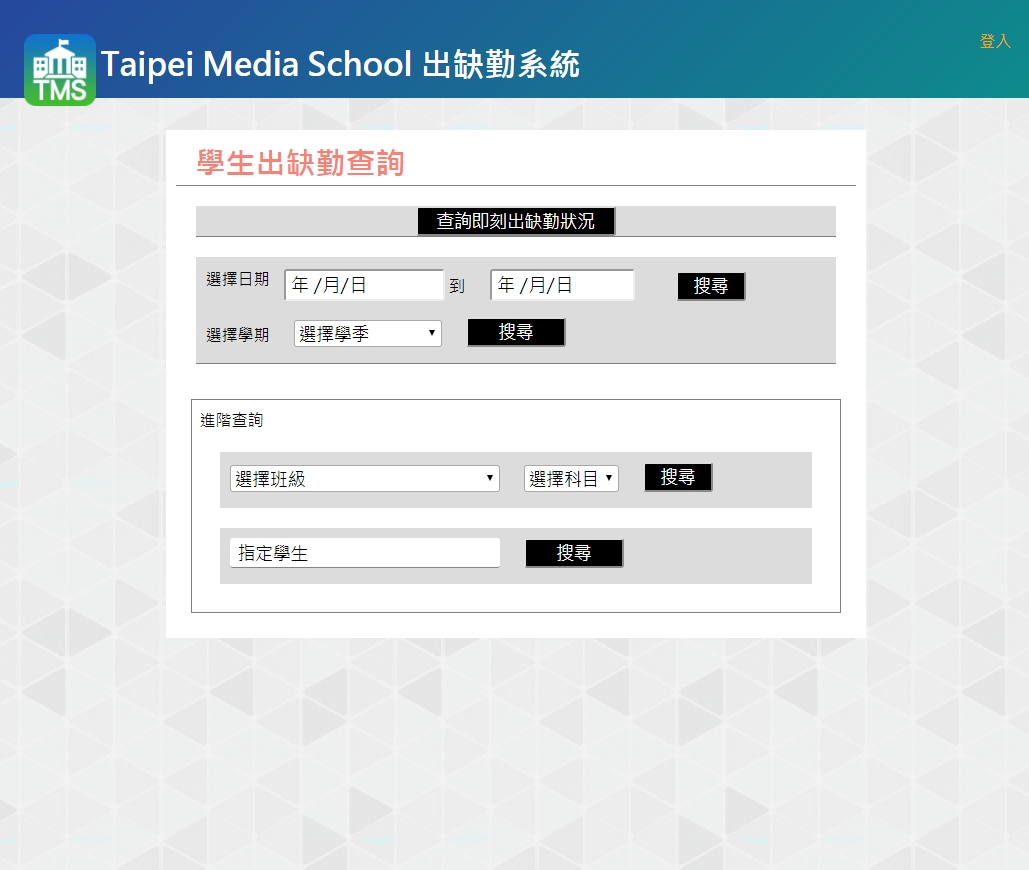 登入
TMS
Taipei Media School 出缺勤系統
學生出缺勤查詢
查詢即刻出缺勤狀況
選擇日期 年 /月/日 到 年 /月/日 搜尋
選擇學期 選擇學季 搜尋
進階查詢
選擇班級 選擇科目 搜尋
指定學生 搜尋